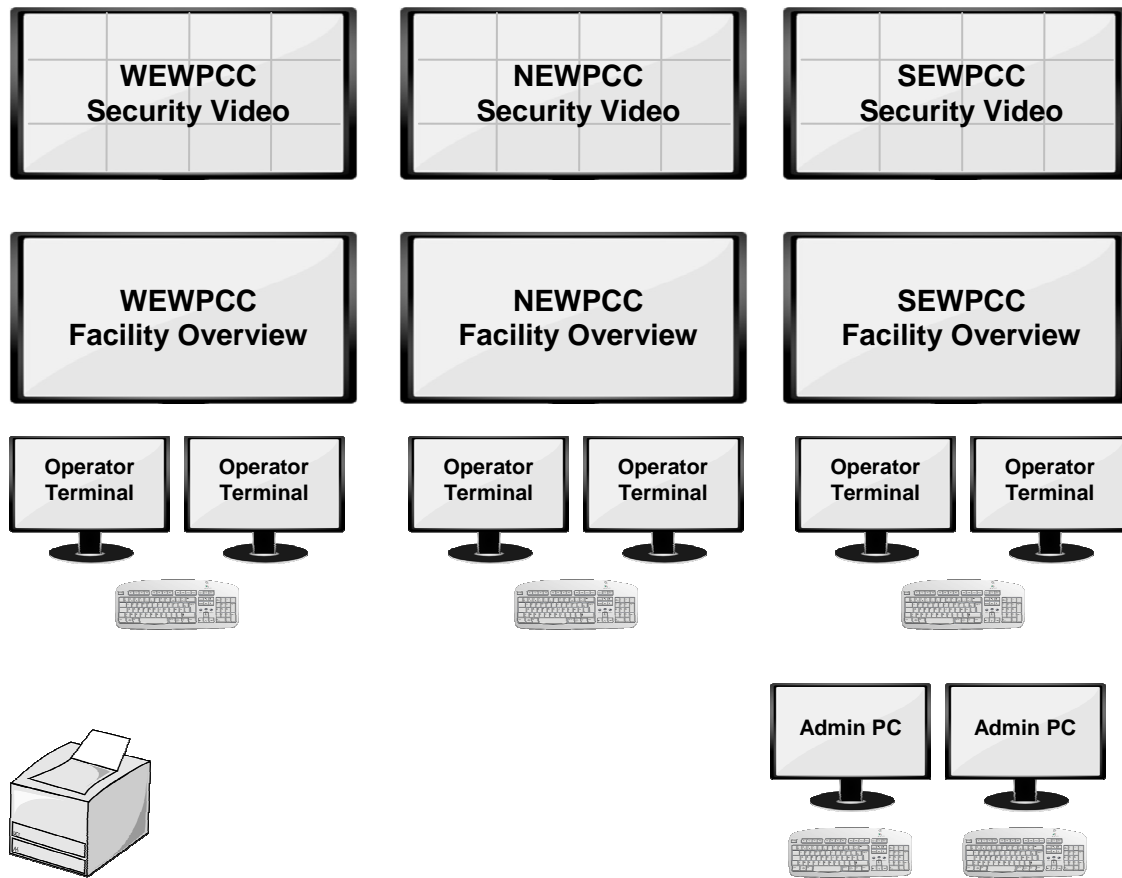 WEWPCC
Security Video
NEWPCC
Security Video
SEWPCC
Security Video
WEWPCC
Facility Overview
NEWPCC
Facility Overview
SEWPCC
Facility Overview
Operator
Terminal
Operator
Terminal
Operator
Terminal
Operator
Terminal
Operator
Terminal
Operator
Terminal
Admin PC
Admin PC